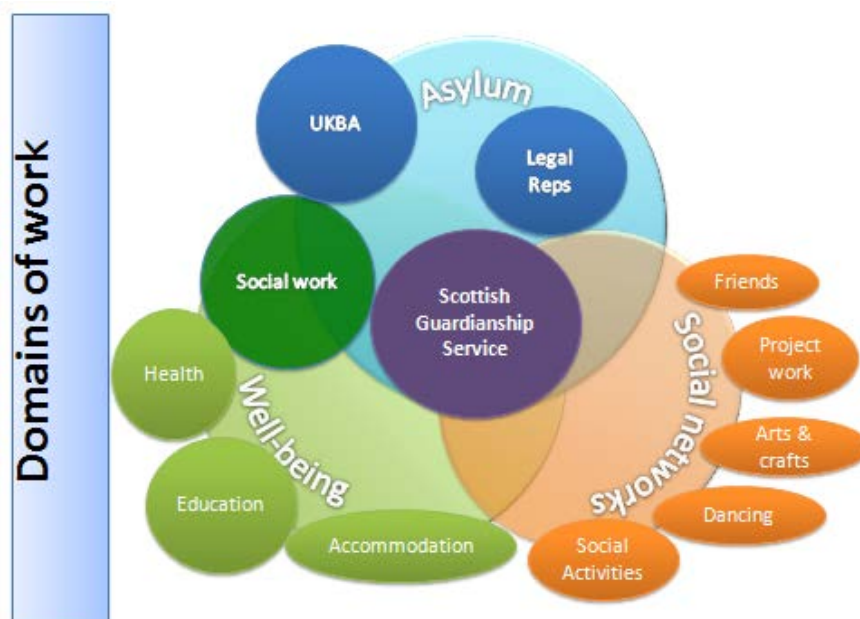 Domains of work
Asylum
UKBA
Legal
Reps
Social work
Scottish
Guardianship
Service
Friends
Social networks
Project
work
Health
Well-being
Arts &
crafts
Education
Dancing
Accommodation
Social
Activities